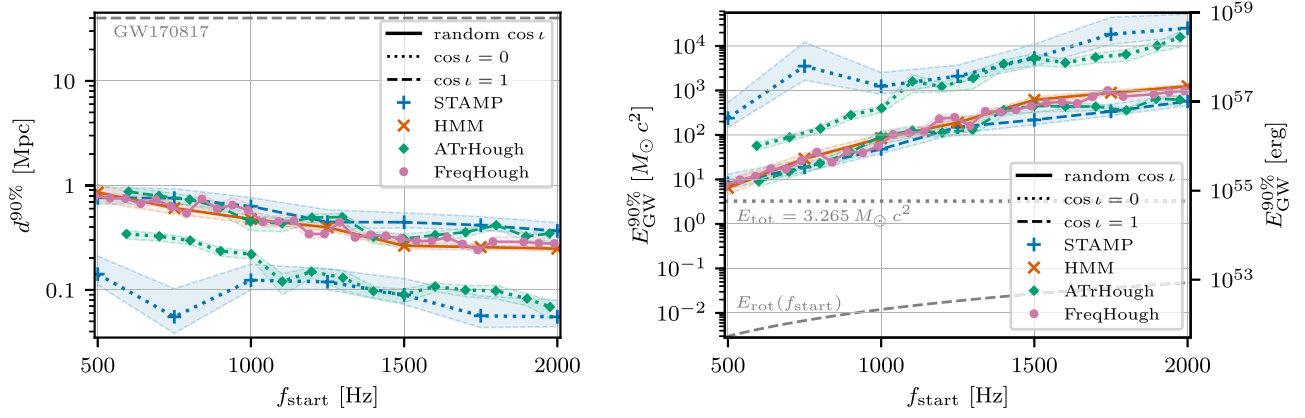 GW170817
random cos ι
cos ι = 0
cos ι = 1
STAMP
HMM
ATrHough
FreqHough
10
1
0.1
d^90% [Mpc]
500
1000
1500
2000
f_start [Hz]
10^4
10^3
10^2
10^1
10^0
10^−1
10^−2
E_GW^90% [M_⊙ c^2]
E_tot = 3.265 M_⊙ c^2
E_rot(f_start)
random cos ι
cos ι = 0
cos ι = 1
STAMP
HMM
ATrHough
FreqHough
500
1000
1500
2000
f_start [Hz]
10^59
10^57
10^55
10^53
E_GW^90% [erg]